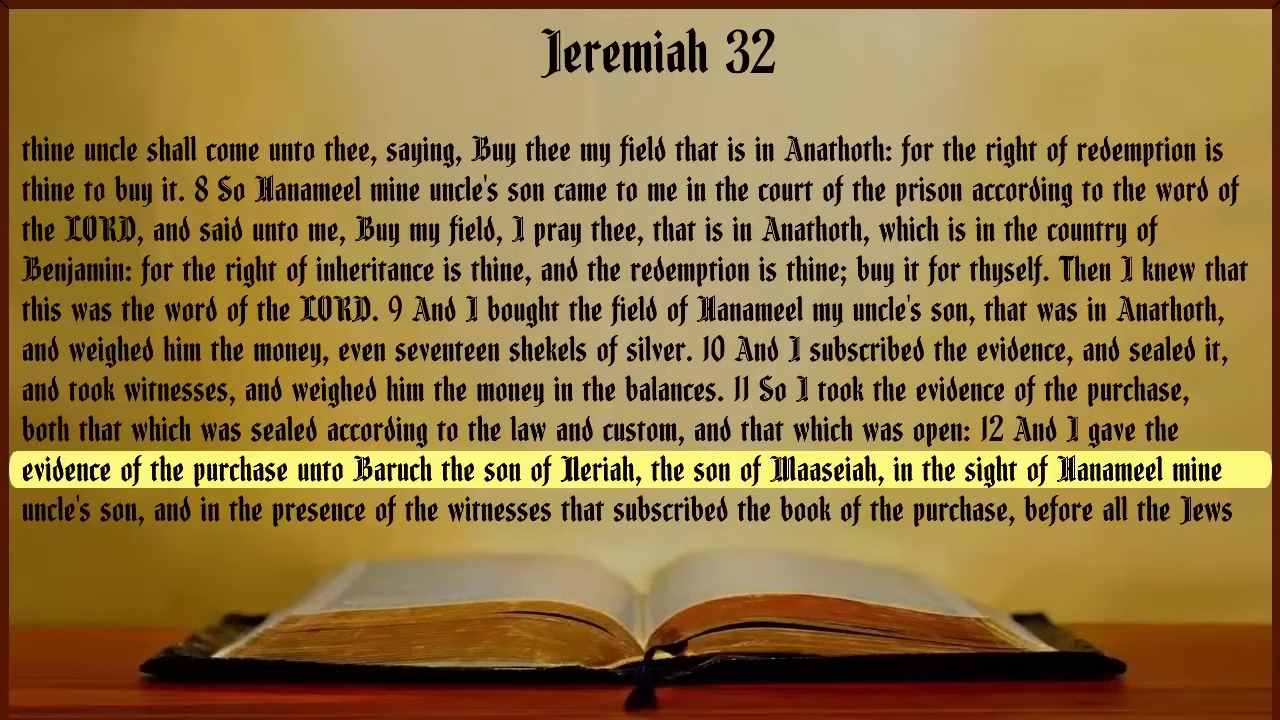 Jeremiah 32
thine uncle shall come unto thee, saying, Buy thee my field that is in Anathoth: for the right of redemption is
thine to buy it. 8 So Hanameel mine uncle's son came to me in the court of the prison according to the word of
the LORD, and said unto me, Buy my field, I pray thee, that is in Anathoth, which is in the country of
Benjamin: for the right of inheritance is thine, and the redemption is thine; buy it for thyself. Then I knew that
this was the word of the LORD. 9 And I bought the field of Hanameel my uncle's son, that was in Anathoth,
and weighed him the money, even seventeen shekels of silver. 10 And I subscribed the evidence, and sealed it,
and took witnesses, and weighed him the money in the balances. 11 So I took the evidence of the purchase,
both that which was sealed according to the law and custom, and that which was open: 12 And I gave the
evidence of the purchase unto Baruch the son of Neriah, the son of Maaseiah, in the sight of Hanameel mine
uncle's son, and in the presence of the witnesses that subscribed the book of the purchase, before all the Jews